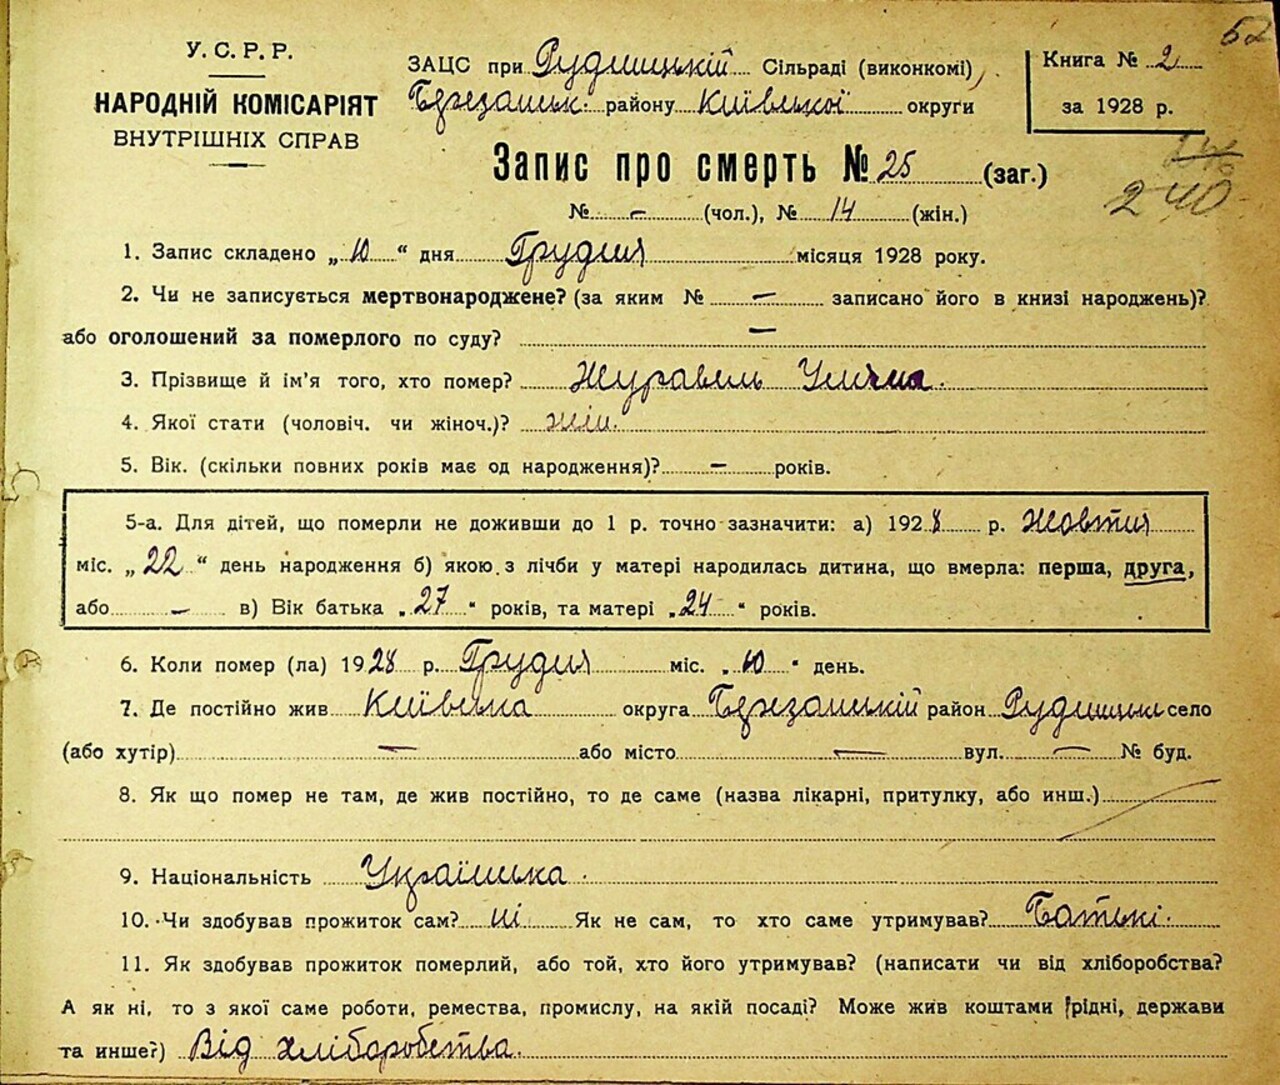 52
У. С. Р. Р.
НАРОДНІЙ КОМІСАРІЯТ
ВНУТРІШНІХ СПРАВ
ЗАЦС при Рудницькій Сільраді (виконкомі)
Березанськ. району Київської округи
Книга № 2
за 1928 р.
Запис про смерть № 25 (заг.)
240
№ – (чол.), № 14 (жін.)
1. Запис складено „10“ дня Грудня місяця 1928 року.
2. Чи не записується мертвонароджене? (за яким № – записано його в книзі народжень)?
або оголошений за померлого по суду? –
3. Прізвище й ім'я того, хто помер? Журавель
4. Якої стати (чоловіч. чи жіноч.)? жін.
5. Вік. (скільки повних років має од народження)? – років.
5-а. Для дітей, що померли не доживши до 1 р. точно зазначити: а) 1928 р. Жовтня
міс. „22“ день народження б) якою з лічби у матері народилась дитина, що вмерла: перша, друга,
або – в) Вік батька „27“ років, та матері „24“ років.
6. Коли помер (ла) 1928 р. Грудня міс. „10“ день.
7. Де постійно жив Київська округа Березанський район село
(або хутір) – або місто – вул. – № буд.
8. Як що помер не там, де жив постійно, то де саме (назва лікарні, притулку, або инш.)
9. Національність Українка.
10. Чи здобував прожиток сам? ні Як не сам, то хто саме утримував? Батькі.
11. Як здобував прожиток померлий, або той, хто його утримував? (написати чи від хліборобства?
А як ні, то з якої саме роботи, ремества, промислу, на якій посаді? Може жив коштами рідні, держави
та инше?) Від хліборобства.